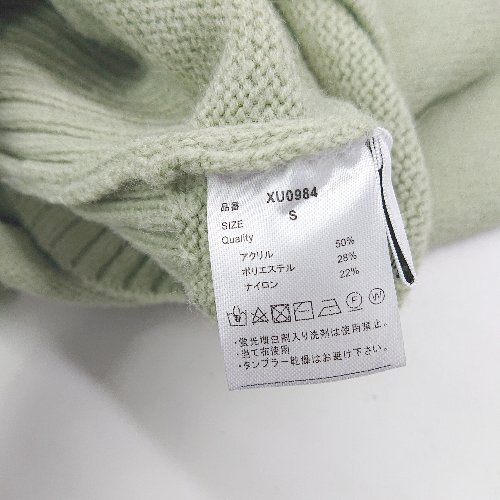 品番 XU0984
SIZE S
Quality
アクリル 50%
ポリエステル 28%
ナイロン 22%
・蛍光増白剤入り洗剤は使用禁止。
・当て布使用
・タンブラー乾燥はお避け下さい。